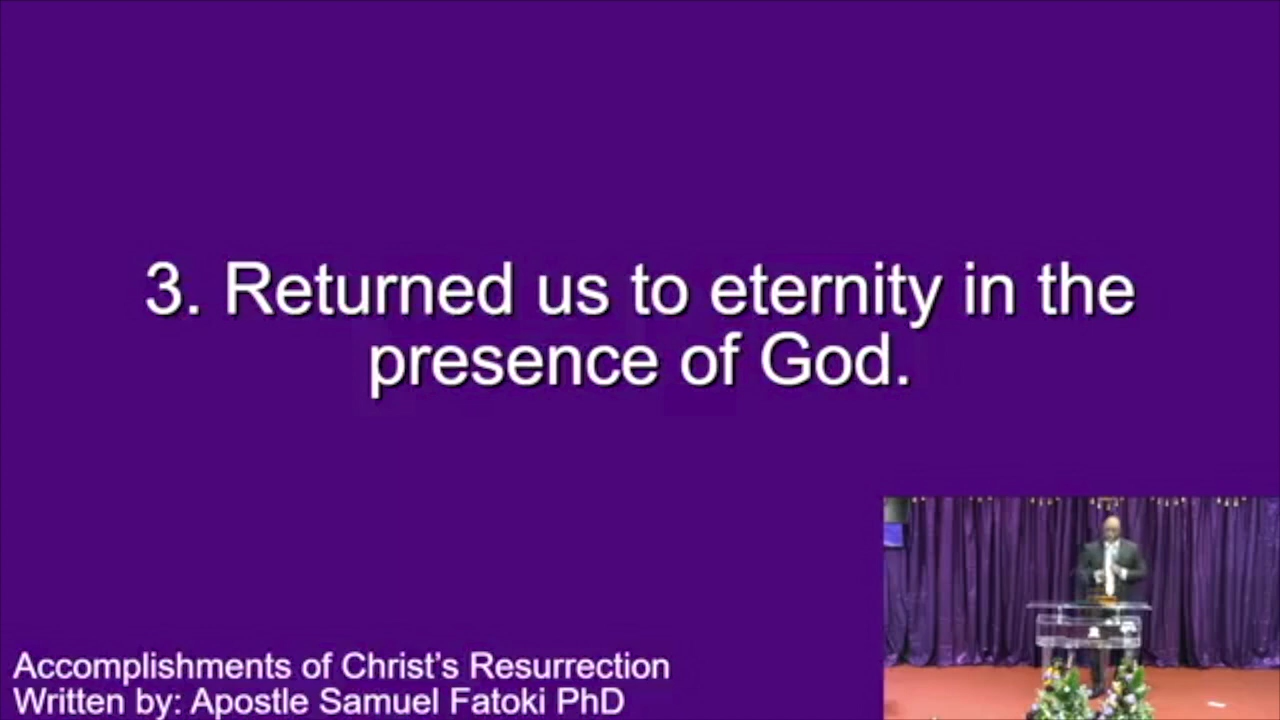 3. Returned us to eternity in the
presence of God.
Accomplishments of Christ's Resurrection
Written by: Apostle Samuel Fatoki PhD